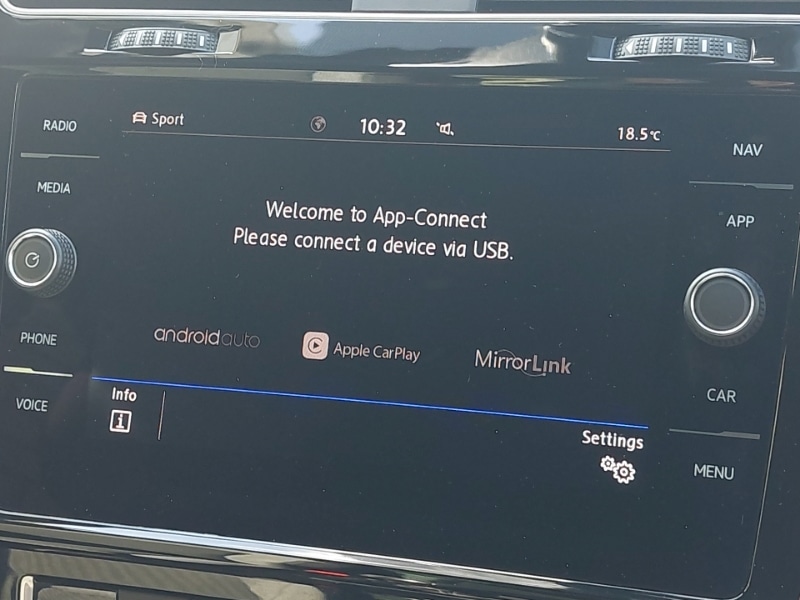 RADIO
MEDIA
PHONE
VOICE
Sport
10:32
18.5°C
Welcome to App-Connect
Please connect a device via USB.
androidauto
Apple CarPlay
MirrorLink
Info
i
Settings
NAV
APP
CAR
MENU